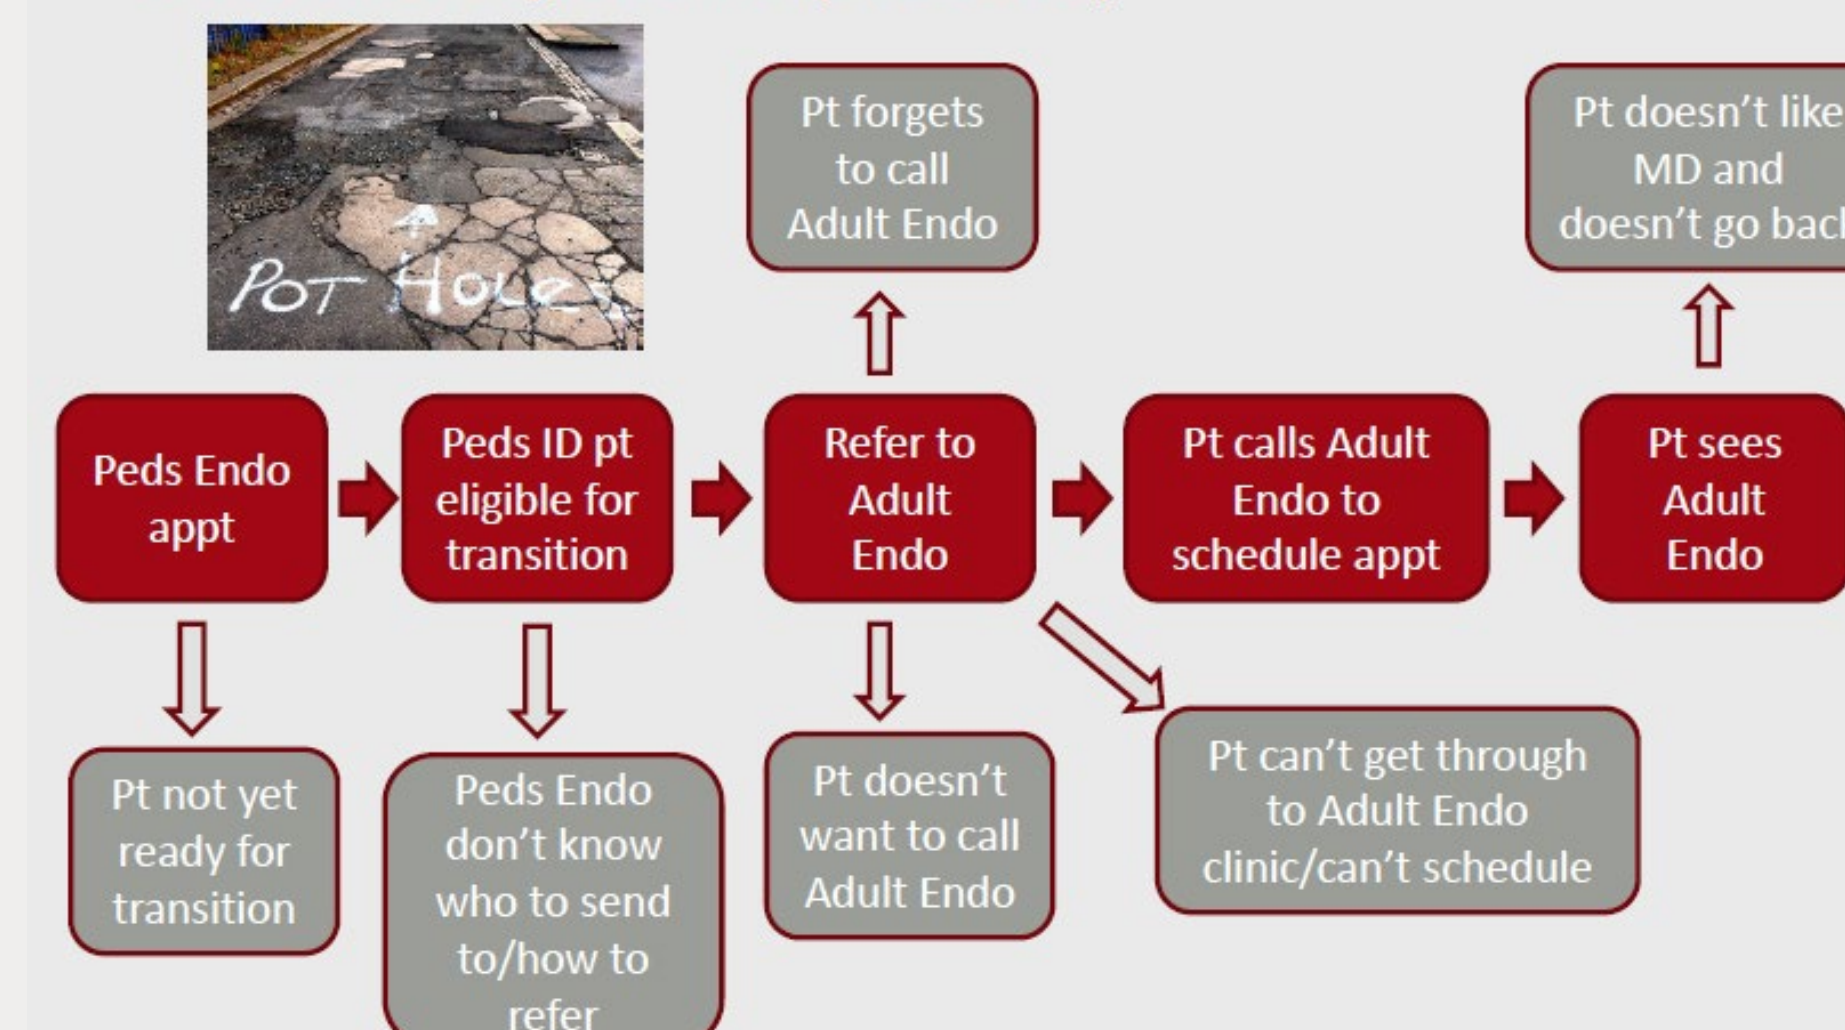 POT HOLES
Pt forgets
to call
Adult Endo
Pt doesn't like
MD and
doesn't go back
Peds Endo
appt
Peds ID pt
eligible for
transition
Refer to
Adult
Endo
Pt calls Adult
Endo to
schedule appt
Pt sees
Adult
Endo
Pt not yet
ready for
transition
Peds Endo
don't know
who to send
to/how to
refer
Pt doesn't
want to call
Adult Endo
Pt can't get through
to Adult Endo
clinic/can't schedule